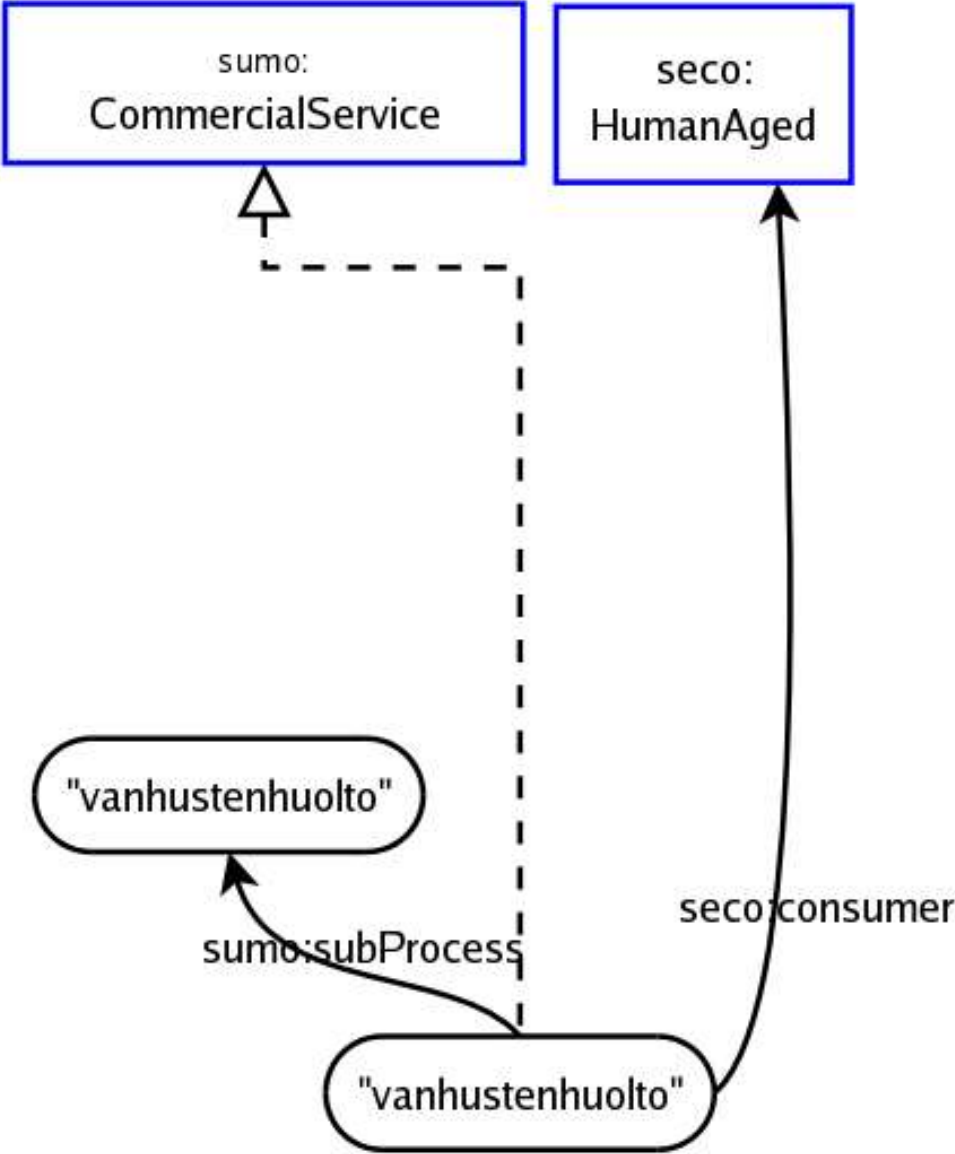 sumo:
CommercialService
seco:
HumanAged
"vanhustenhuolto"
seco:consumer
sumo:subProcess
"vanhustenhuolto"